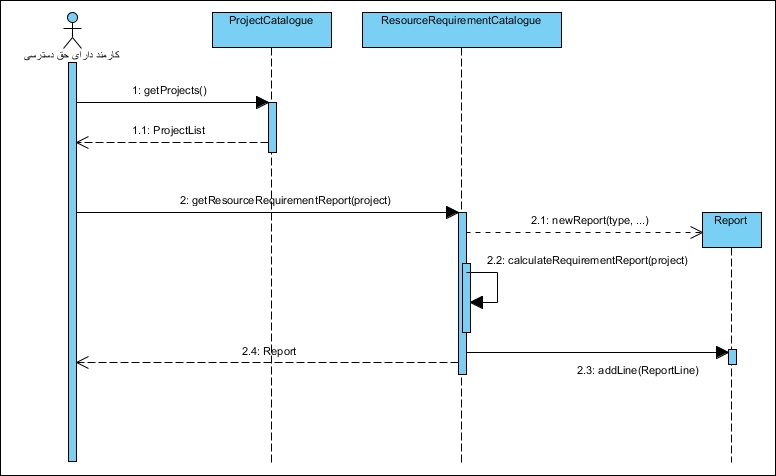 ProjectCatalogue
ResourceRequirementCatalogue
کارمند دارای حق دسترسی
1: getProjects()
1.1: ProjectList
2: getResourceRequirementReport(project)
2.1: newReport(type, ...)
Report
2.2: calculateRequirementReport(project)
2.4: Report
2.3: addLine(ReportLine)